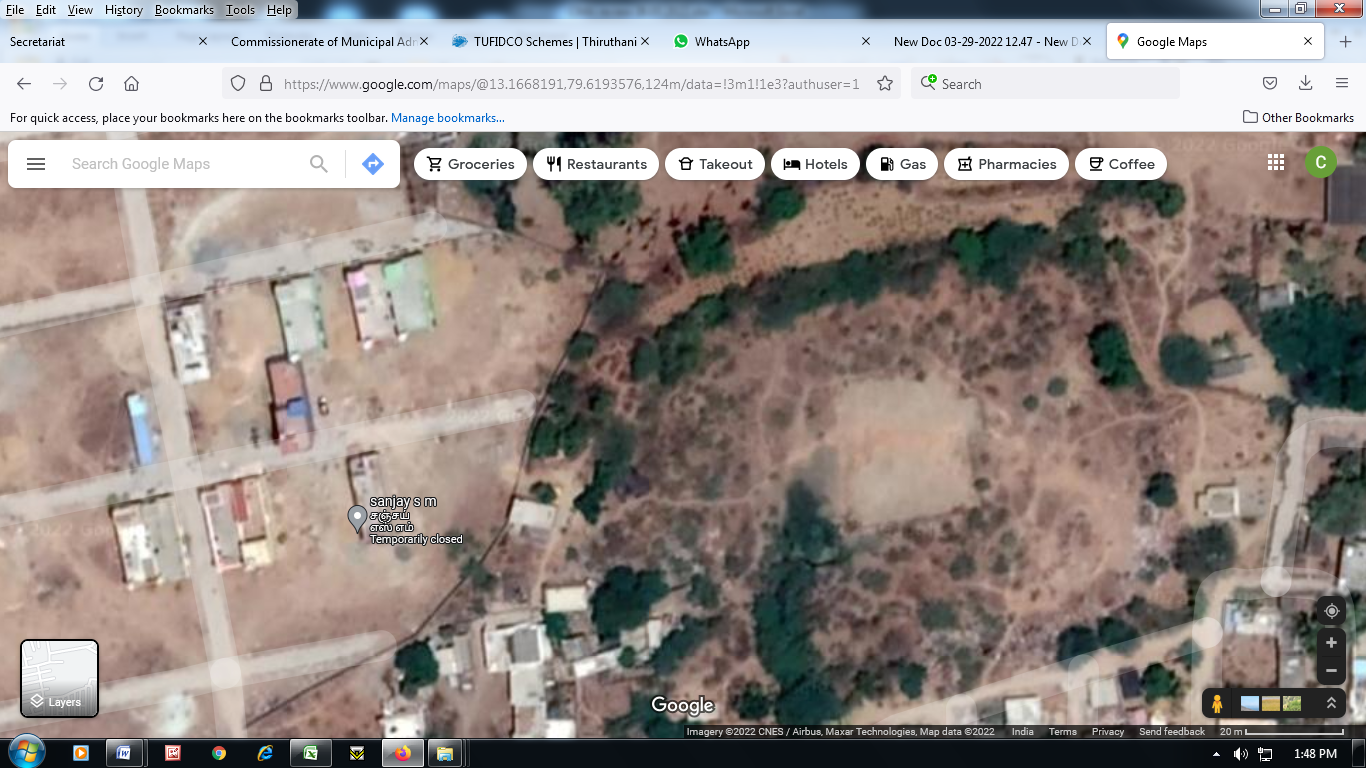 File Edit View History Bookmarks Tools Help
Secretariat
Commissionerate of Municipal Adr
TUFIDCO Schemes | Thiruthani
WhatsApp
New Doc 03-29-2022 12.47 - New D
Google Maps
https://www.google.com/maps/@13.1668191,79.6193576,124m/data=!3m1!1e3?authuser=1
Search
For quick access, place your bookmarks here on the bookmarks toolbar. Manage bookmarks...
Other Bookmarks
Search Google Maps
Groceries
Restaurants
Takeout
Hotels
Gas
Pharmacies
Coffee
C
sanjay s m
சஞ்சய்
எஸ் எம்
Temporarily closed
Layers
Google
Imagery ©2022 CNES / Airbus, Maxar Technologies, Map data ©2022 India Terms Privacy Send feedback 20 m
1:48 PM